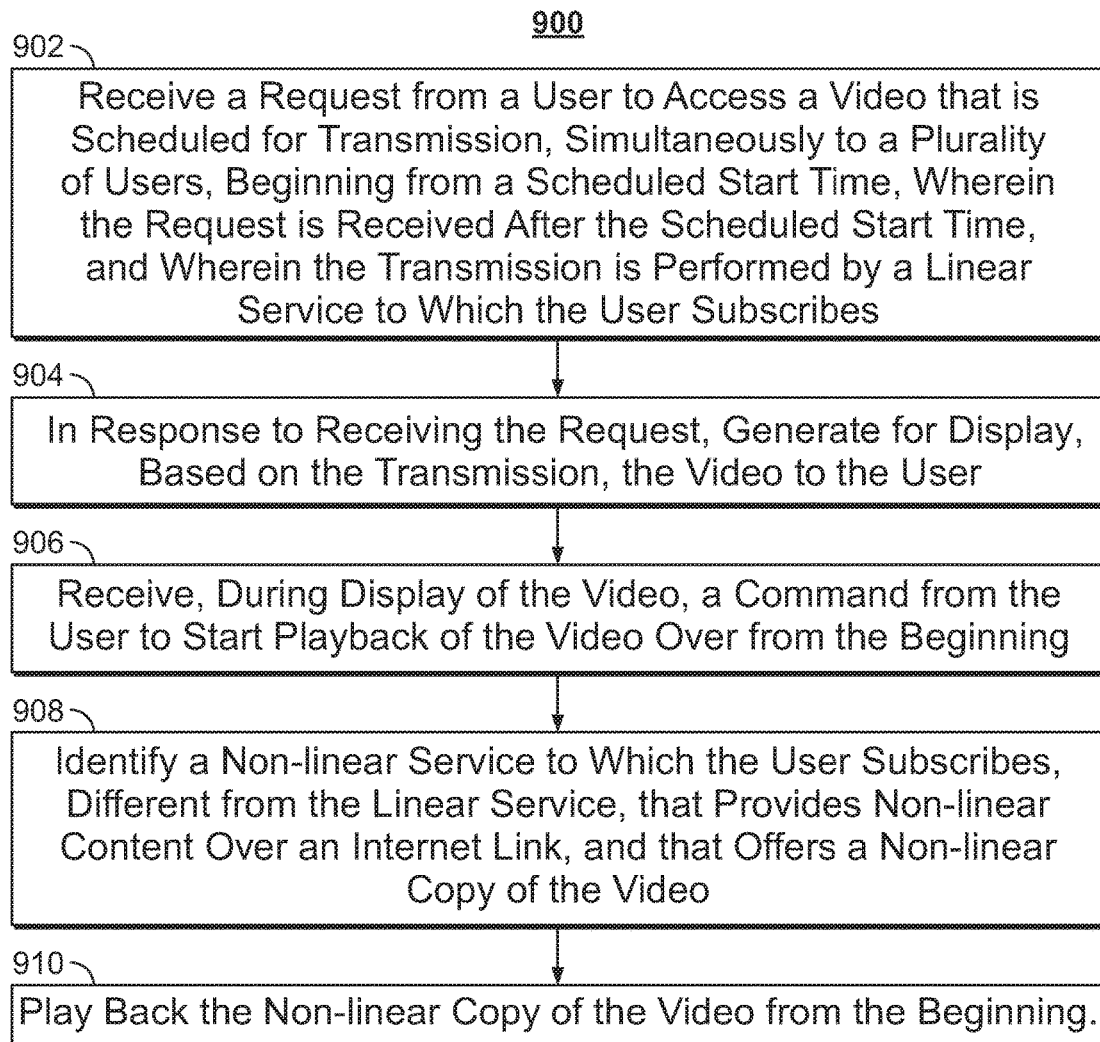 900
902
Receive a Request from a User to Access a Video that is
Scheduled for Transmission, Simultaneously to a Plurality
of Users, Beginning from a Scheduled Start Time, Wherein
the Request is Received After the Scheduled Start Time,
and Wherein the Transmission is Performed by a Linear
Service to Which the User Subscribes
904
In Response to Receiving the Request, Generate for Display,
Based on the Transmission, the Video to the User
906
Receive, During Display of the Video, a Command from the
User to Start Playback of the Video Over from the Beginning
908
Identify a Non-linear Service to Which the User Subscribes,
Different from the Linear Service, that Provides Non-linear
Content Over an Internet Link, and that Offers a Non-linear
Copy of the Video
910
Play Back the Non-linear Copy of the Video from the Beginning.